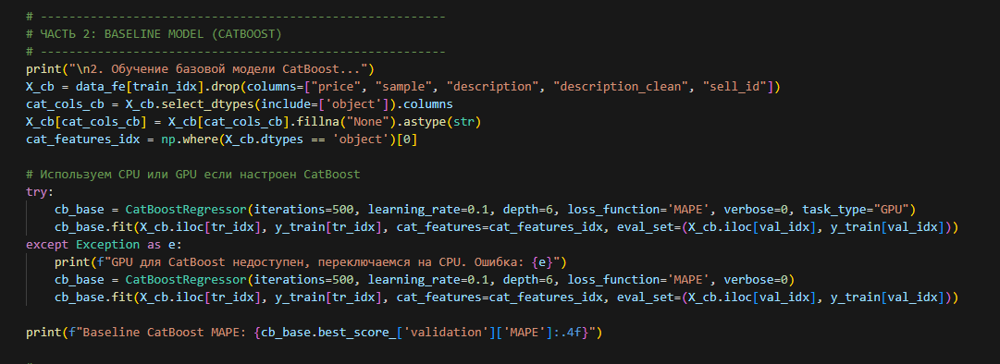 # ---------------------------------------------------------
# ЧАСТЬ 2: BASELINE MODEL (CATBOOST)
# ---------------------------------------------------------
print("\n2. Обучение базовой модели CatBoost...")
X_cb = data_fe[train_idx].drop(columns=["price", "sample", "description", "description_clean", "sell_id"])
cat_cols_cb = X_cb.select_dtypes(include=['object']).columns
X_cb[cat_cols_cb] = X_cb[cat_cols_cb].fillna("None").astype(str)
cat_features_idx = np.where(X_cb.dtypes == 'object')[0]
# Используем CPU или GPU если настроен CatBoost
try:
    cb_base = CatBoostRegressor(iterations=500, learning_rate=0.1, depth=6, loss_function='MAPE', verbose=0, task_type="GPU")
    cb_base.fit(X_cb.iloc[tr_idx], y_train[tr_idx], cat_features=cat_features_idx, eval_set=(X_cb.iloc[val_idx], y_train[val_idx]))
except Exception as e:
    print(f"GPU для CatBoost недоступен, переключаемся на CPU. Ошибка: {e}")
    cb_base = CatBoostRegressor(iterations=500, learning_rate=0.1, depth=6, loss_function='MAPE', verbose=0)
    cb_base.fit(X_cb.iloc[tr_idx], y_train[tr_idx], cat_features=cat_features_idx, eval_set=(X_cb.iloc[val_idx], y_train[val_idx]))
print(f"Baseline CatBoost MAPE: {cb_base.best_score_['validation']['MAPE']:.4f}")